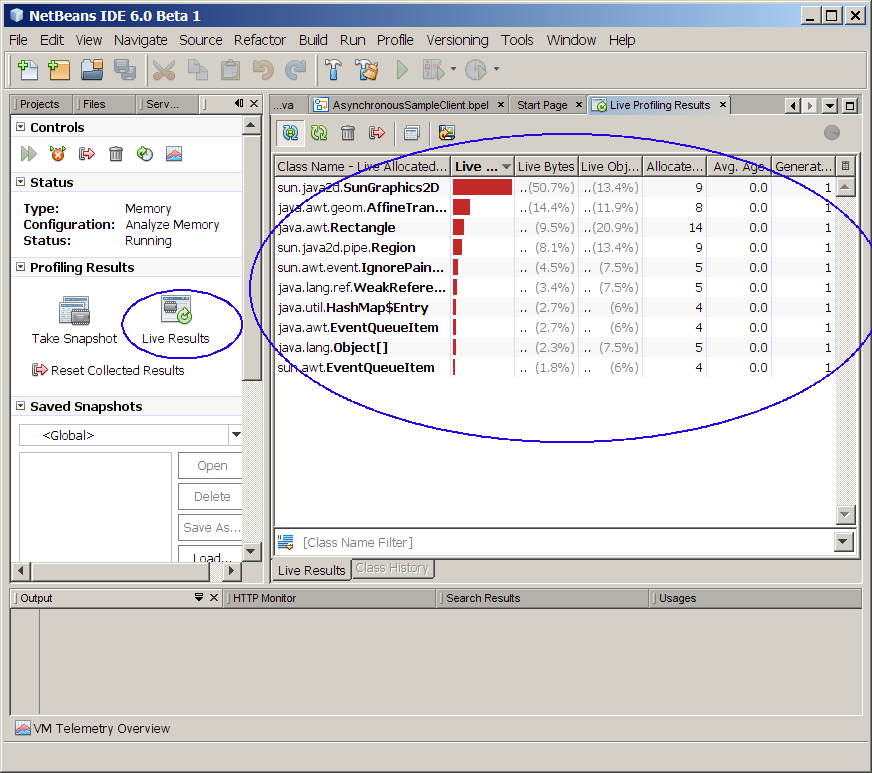 NetBeans IDE 6.0 Beta 1
File Edit View Navigate Source Refactor Build Run Profile Versioning Tools Window Help
Projects Files Serv... ...va AsynchronousSampleClient.bpel Start Page Live Profiling Results
Controls
Status
Type: Memory
Configuration: Analyze Memory
Status: Running
Profiling Results
Take Snapshot Live Results
Reset Collected Results
Saved Snapshots
<Global>
Open
Delete
Save As...
Load...
Class Name - Live Allocated... Live ... Live Bytes Live Obj... Allocate... Avg. Age Generat...
sun.java2d.SunGraphics2D ..(50.7%) ..(13.4%) 9 0.0 1
java.awt.geom.AffineTran... ..(14.4%) ..(11.9%) 8 0.0 1
java.awt.Rectangle ..(9.5%) ..(20.9%) 14 0.0 1
sun.java2d.pipe.Region .. (8.1%) ..(13.4%) 9 0.0 1
sun.awt.event.IgnorePain... .. (4.5%) .. (7.5%) 5 0.0 1
java.lang.ref.WeakRefere... .. (3.4%) .. (7.5%) 5 0.0 1
java.util.HashMap$Entry .. (2.7%) .. (6%) 4 0.0 1
java.awt.EventQueueItem .. (2.7%) .. (6%) 4 0.0 1
java.lang.Object[] .. (2.3%) .. (7.5%) 5 0.0 1
sun.awt.EventQueueItem .. (1.8%) .. (6%) 4 0.0 1
[Class Name Filter]
Live Results Class History
Output HTTP Monitor Search Results Usages
VM Telemetry Overview